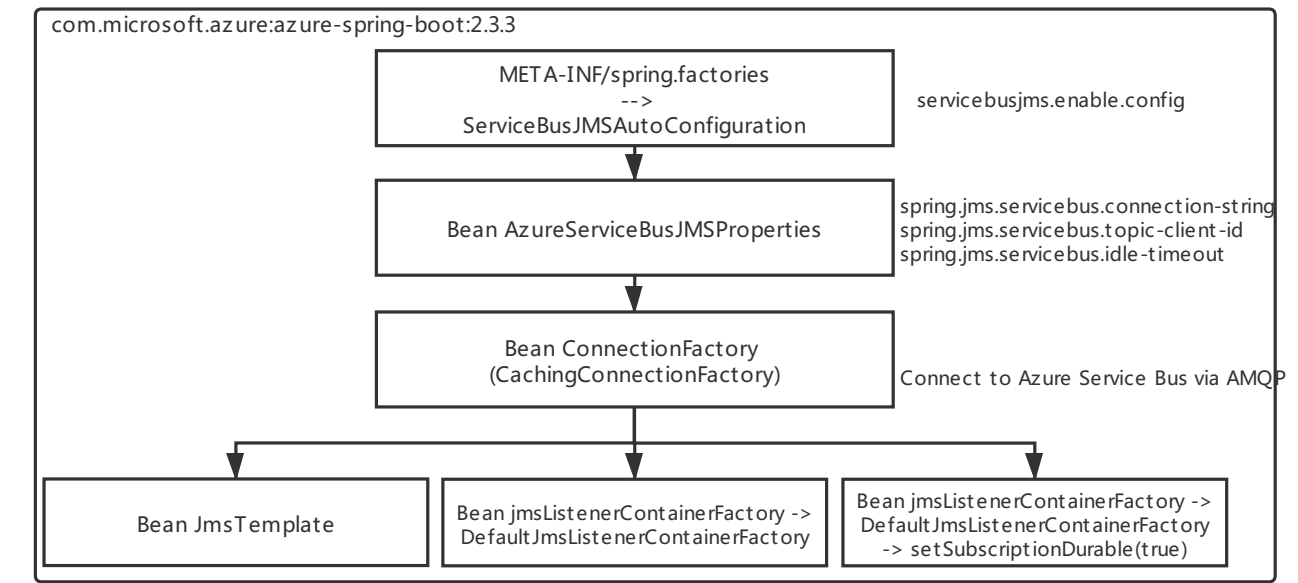 com.microsoft.azure:azure-spring-boot:2.3.3
META-INF/spring.factories
-->
ServiceBusJMSAutoConfiguration
servicebusjms.enable.config
Bean AzureServiceBusJMSProperties
spring.jms.servicebus.connection-string
spring.jms.servicebus.topic-client-id
spring.jms.servicebus.idle-timeout
Bean ConnectionFactory
(CachingConnectionFactory)
Connect to Azure Service Bus via AMQP
Bean JmsTemplate
Bean jmsListenerContainerFactory ->
DefaultJmsListenerContainerFactory
Bean jmsListenerContainerFactory ->
DefaultJmsListenerContainerFactory
-> setSubscriptionDurable(true)